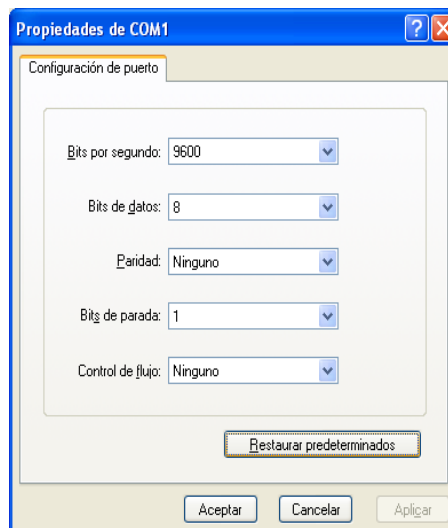 Propiedades de COM1
Configuración de puerto
Bits por segundo: 9600
Bits de datos: 8
Paridad: Ninguno
Bits de parada: 1
Control de flujo: Ninguno
Restaurar predeterminados
Aceptar Cancelar Aplicar